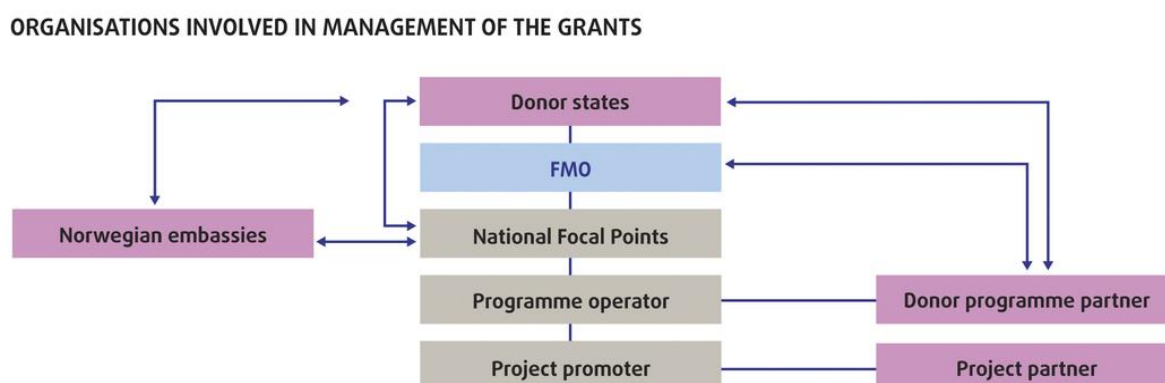 ORGANISATIONS INVOLVED IN MANAGEMENT OF THE GRANTS
Donor states
FMO
Norwegian embassies
National Focal Points
Programme operator
Donor programme partner
Project promoter
Project partner